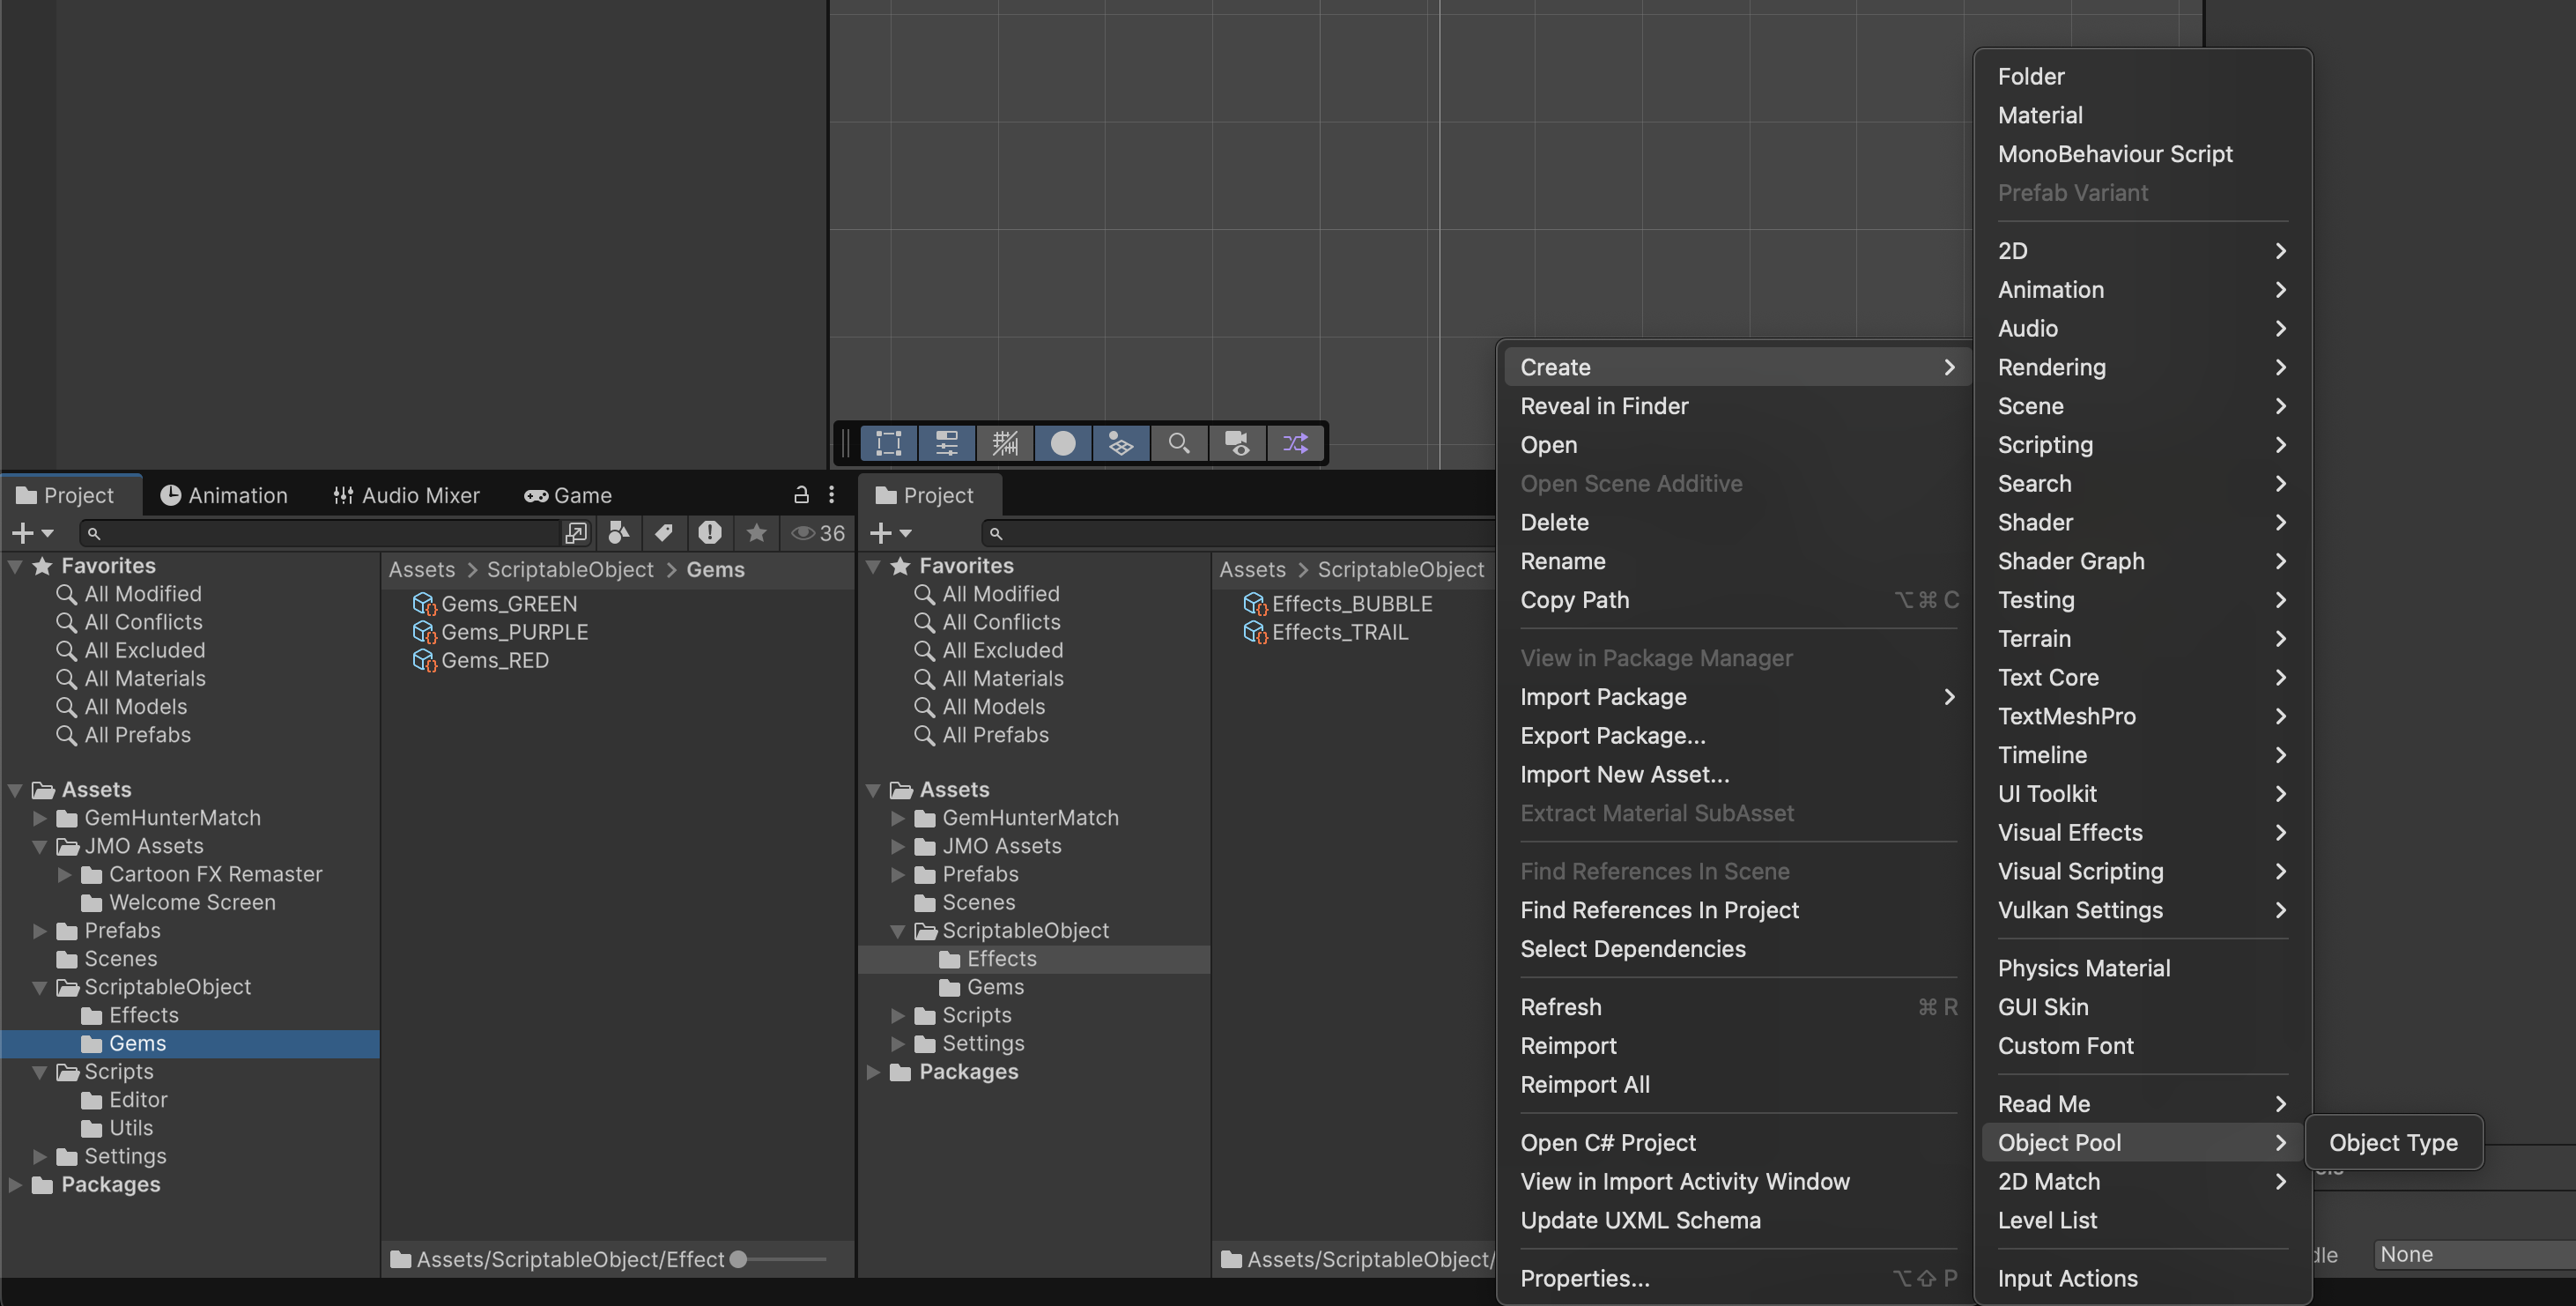 Project
Animation
Audio Mixer
Game
36
Favorites
All Modified
All Conflicts
All Excluded
All Materials
All Models
All Prefabs
Assets
GemHunterMatch
JMO Assets
Cartoon FX Remaster
Welcome Screen
Prefabs
Scenes
ScriptableObject
Effects
Gems
Scripts
Editor
Utils
Settings
Packages
Assets > ScriptableObject > Gems
Gems_GREEN
Gems_PURPLE
Gems_RED
Assets/ScriptableObject/Effect
Project
Favorites
All Modified
All Conflicts
All Excluded
All Materials
All Models
All Prefabs
Assets
GemHunterMatch
JMO Assets
Prefabs
Scenes
ScriptableObject
Effects
Gems
Scripts
Settings
Packages
Assets > ScriptableObject
Effects_BUBBLE
Effects_TRAIL
Assets/ScriptableObject/
Create
Reveal in Finder
Open
Open Scene Additive
Delete
Rename
Copy Path ⌥⌘C
View in Package Manager
Import Package
Export Package...
Import New Asset...
Extract Material SubAsset
Find References In Scene
Find References In Project
Select Dependencies
Refresh ⌘R
Reimport
Reimport All
Open C# Project
View in Import Activity Window
Update UXML Schema
Properties... ⌥⇧P
Folder
Material
MonoBehaviour Script
Prefab Variant
2D
Animation
Audio
Rendering
Scene
Scripting
Search
Shader
Shader Graph
Testing
Terrain
Text Core
TextMeshPro
Timeline
UI Toolkit
Visual Effects
Visual Scripting
Vulkan Settings
Physics Material
GUI Skin
Custom Font
Read Me
Object Pool
2D Match
Level List
Input Actions
Object Type
None